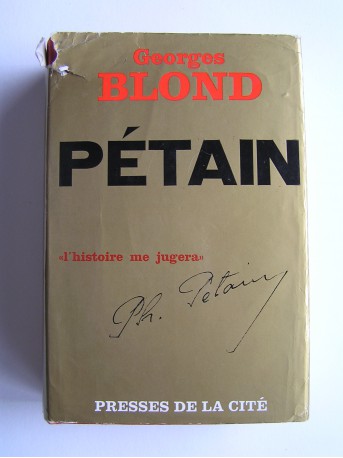 Georges
BLOND
PÉTAIN
«l'histoire me jugera»
Ph. Pétain
PRESSES DE LA CITÉ